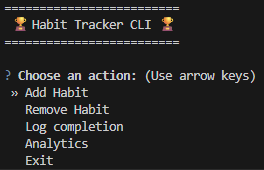 ==========================
🏆 Habit Tracker CLI 🏆
==========================
? Choose an action: (Use arrow keys)
» Add Habit
Remove Habit
Log completion
Analytics
Exit